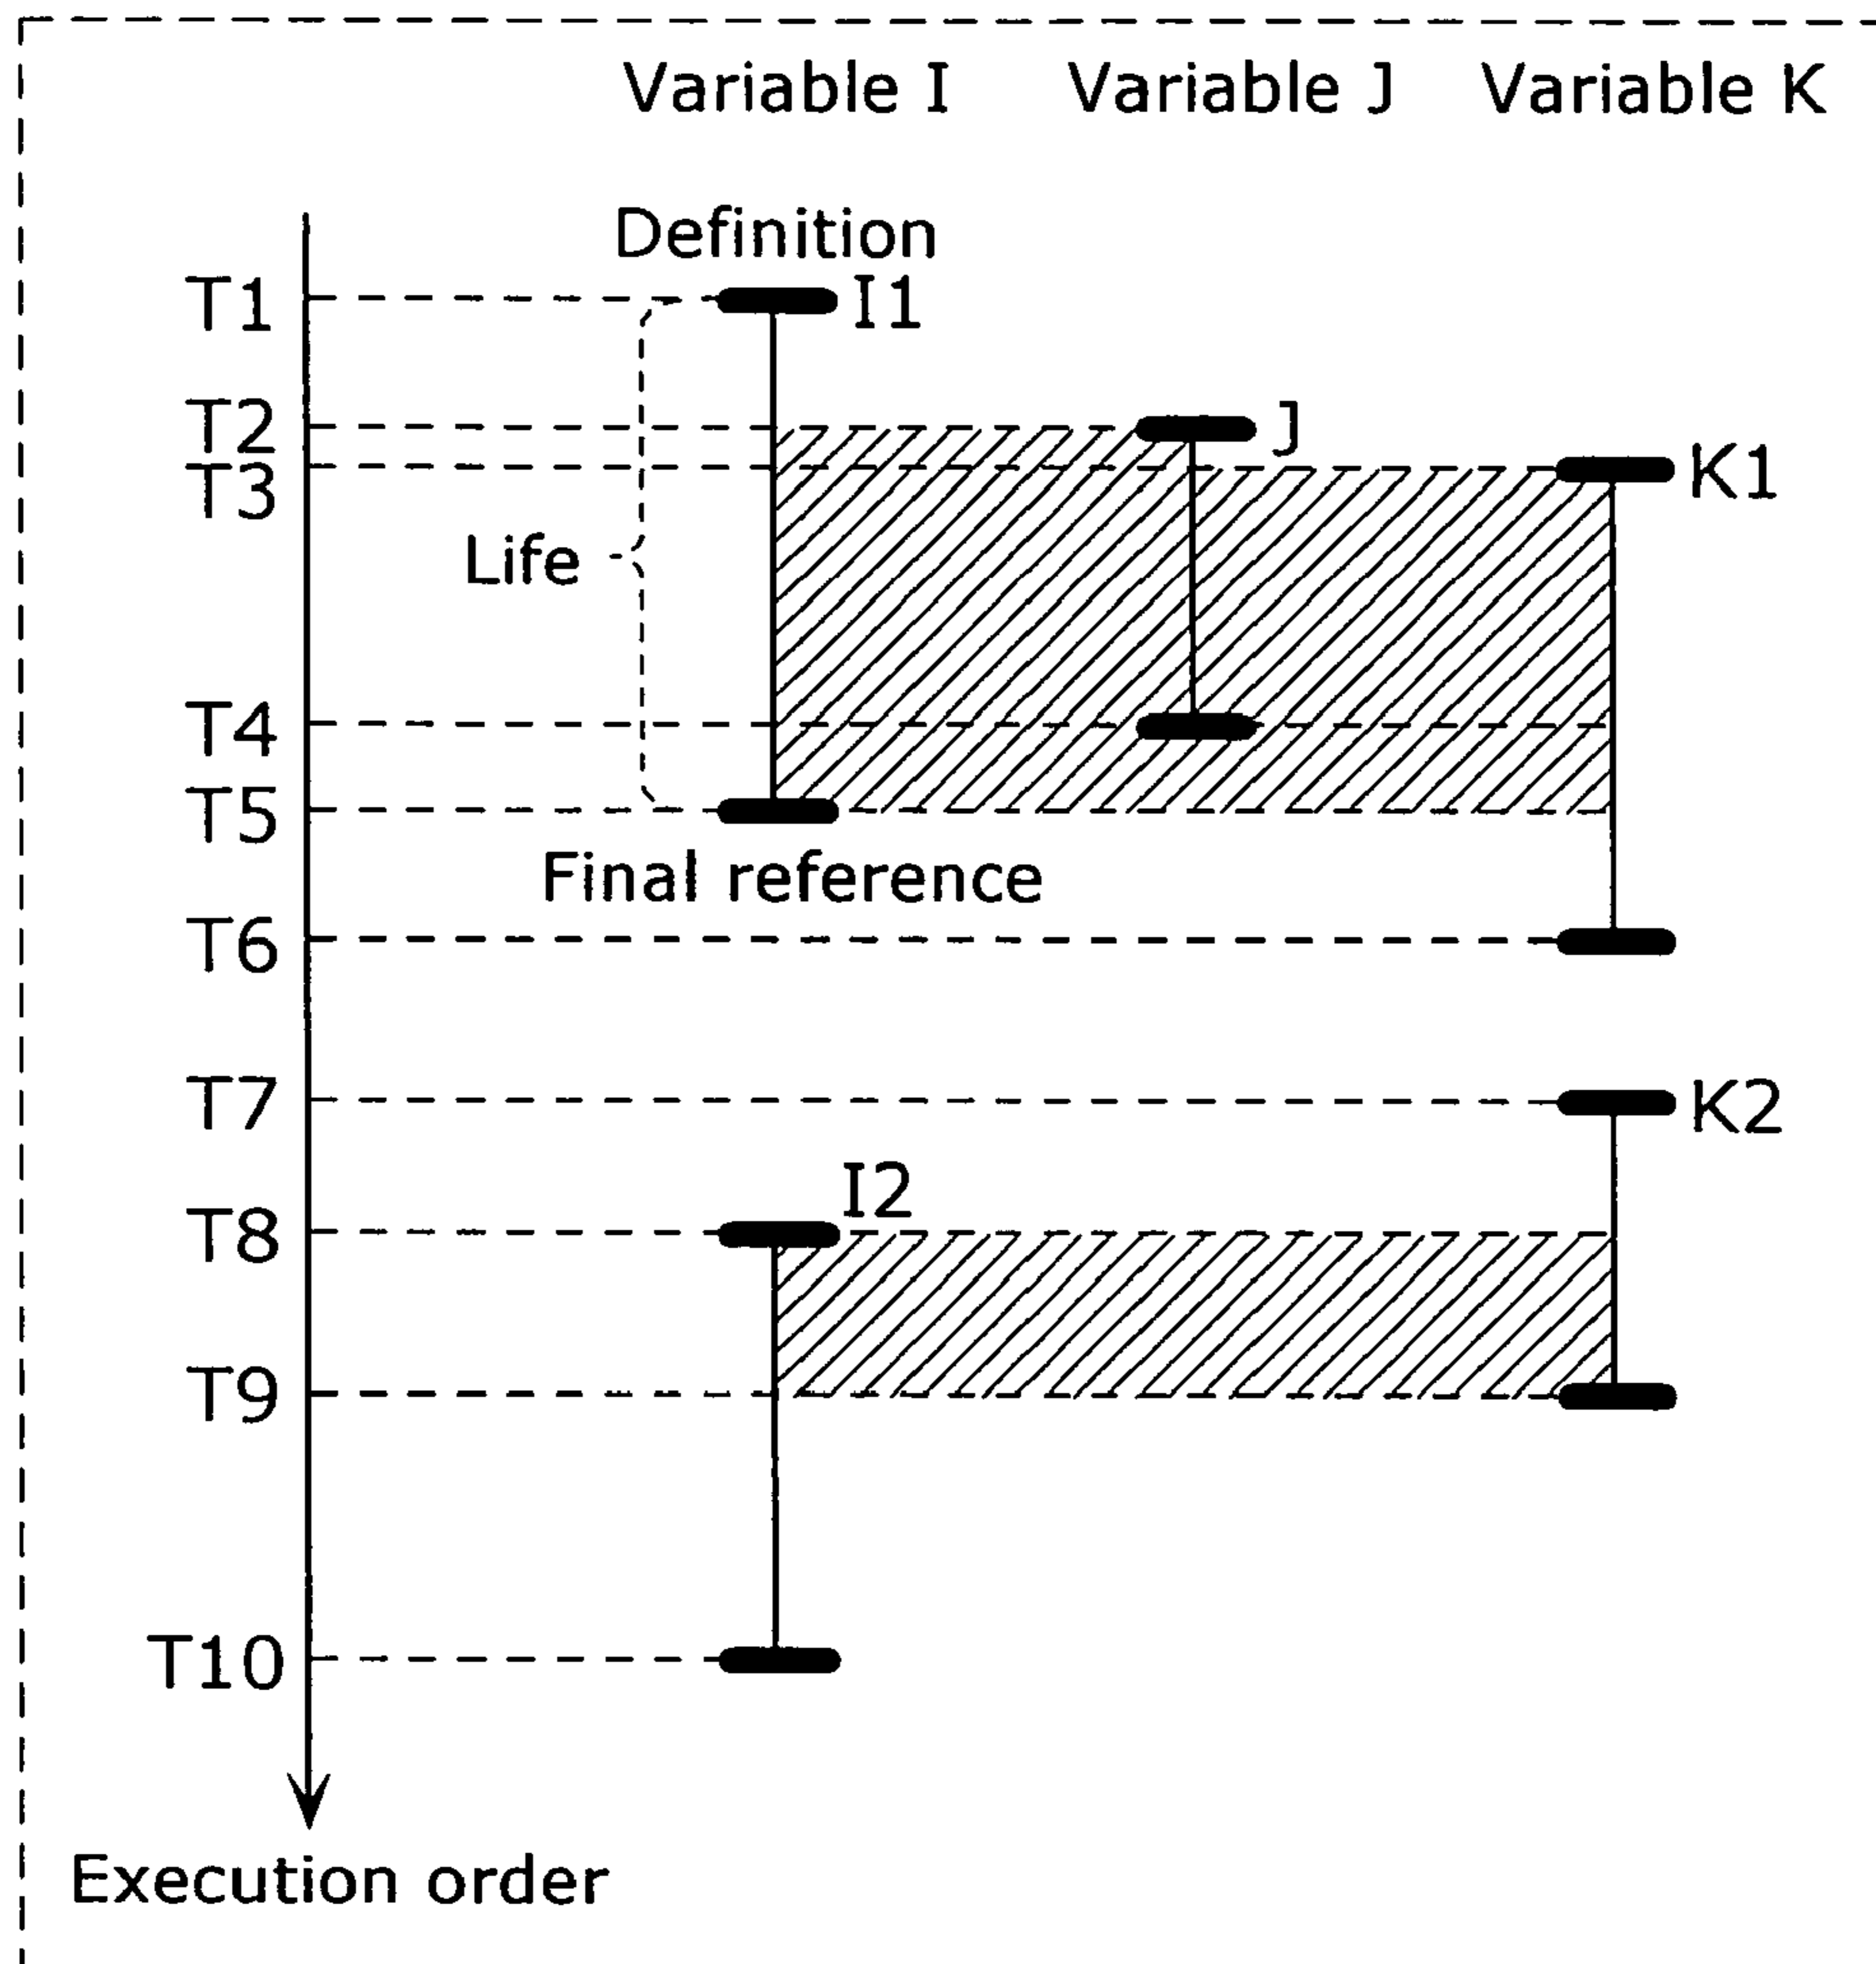 Variable I Variable J Variable K
Definition
T1 I1
T2 J
T3 K1
Life
T4
T5
Final reference
T6
T7 K2
I2
T8
T9
T10
Execution order